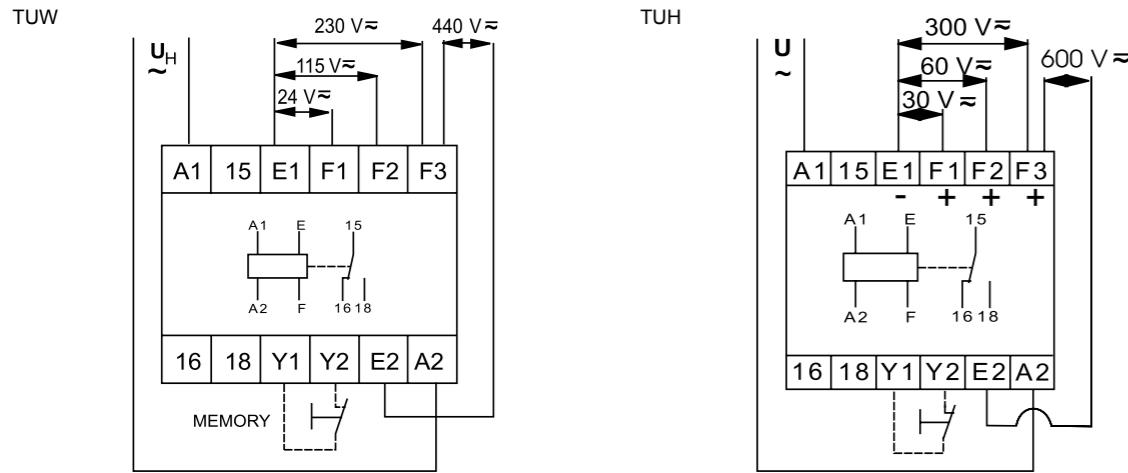 TUW
TUH
230 V≂
440 V≂
U_H
~
115 V≂
24 V≂
A1 15 E1 F1 F2 F3
A1 E 15
A2 F 16 18
16 18 Y1 Y2 E2 A2
MEMORY
300 V≂
U
~
60 V≂
600 V≂
30 V≂
A1 15 E1 F1 F2 F3
- + + +
A1 E 15
A2 F 16 18
16 18 Y1 Y2 E2 A2